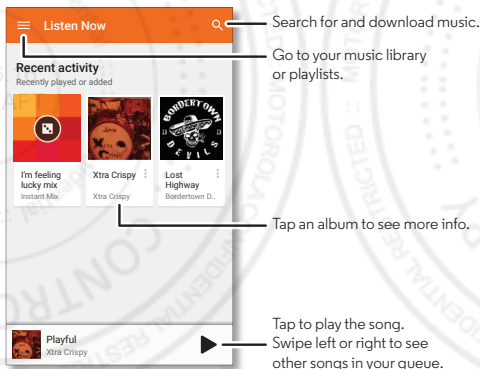 Listen Now
Search for and download music.
Go to your music library
or playlists.
Recent activity
Recently played or added
BORDERTOWN
DEVILS
I'm feeling
lucky mix
Instant Mix
Xtra Crispy
Xtra Crispy
Lost
Highway
Bordertown D..
Tap an album to see more info.
Playful
Xtra Crispy
Tap to play the song.
Swipe left or right to see
other songs in your queue.